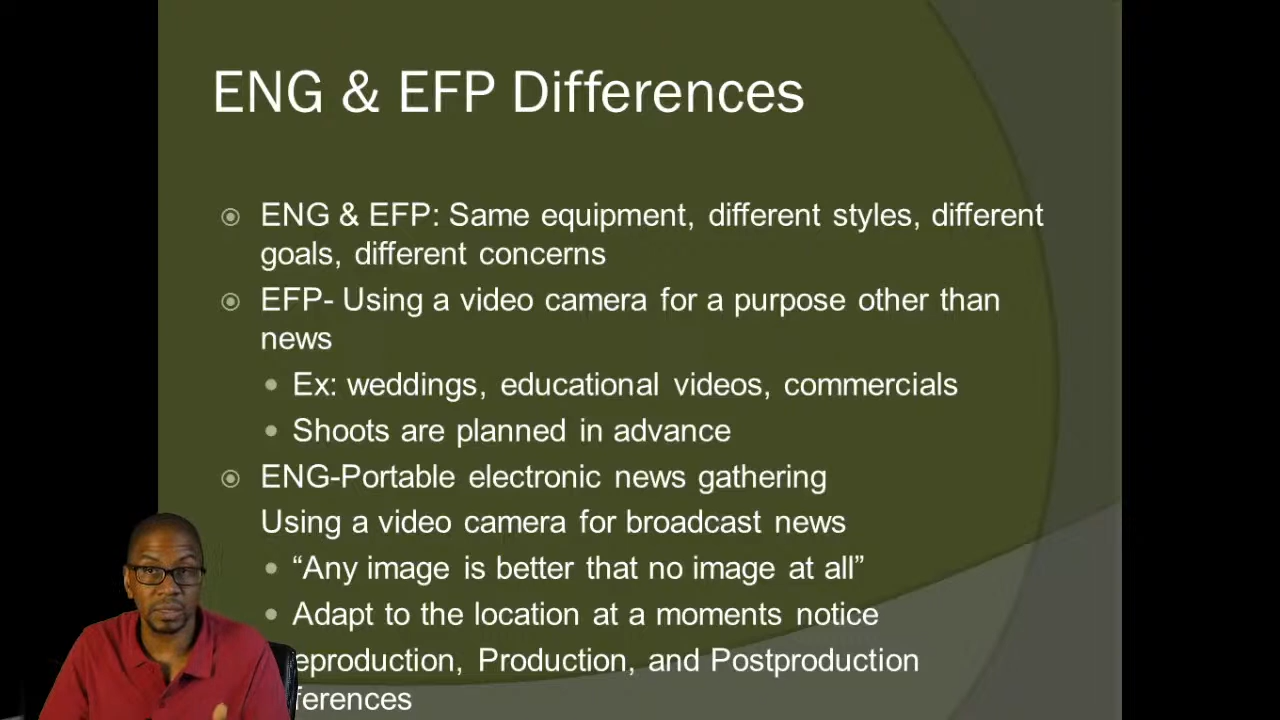 ENG & EFP Differences
ENG & EFP: Same equipment, different styles, different
goals, different concerns
EFP- Using a video camera for a purpose other than
news
Ex: weddings, educational videos, commercials
Shoots are planned in advance
ENG-Portable electronic news gathering
Using a video camera for broadcast news
“Any image is better that no image at all”
Adapt to the location at a moments notice
eproduction, Production, and Postproduction
ferences